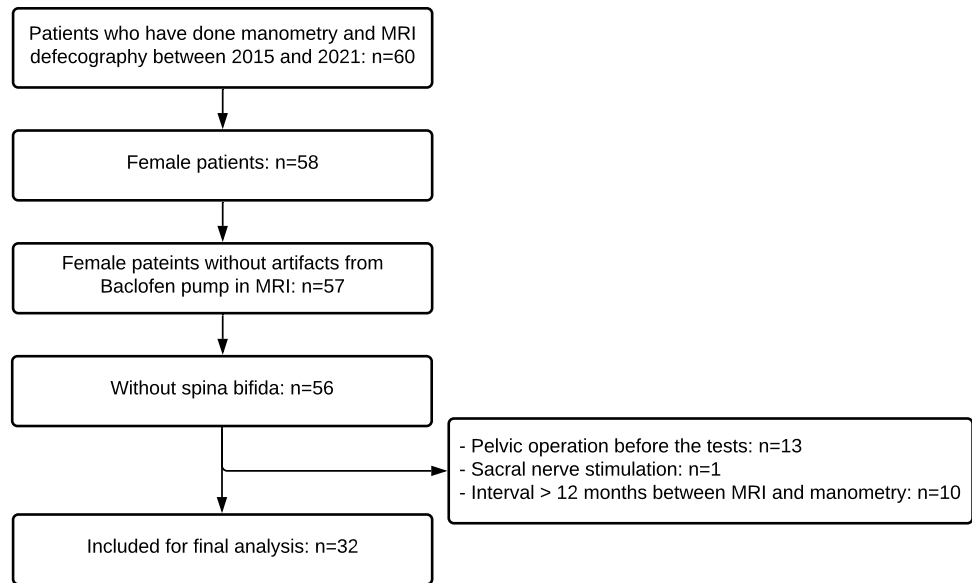 Patients who have done manometry and MRI
defecography between 2015 and 2021: n=60
Female patients: n=58
Female pateints without artifacts from
Baclofen pump in MRI: n=57
Without spina bifida: n=56
- Pelvic operation before the tests: n=13
- Sacral nerve stimulation: n=1
- Interval > 12 months between MRI and manometry: n=10
Included for final analysis: n=32